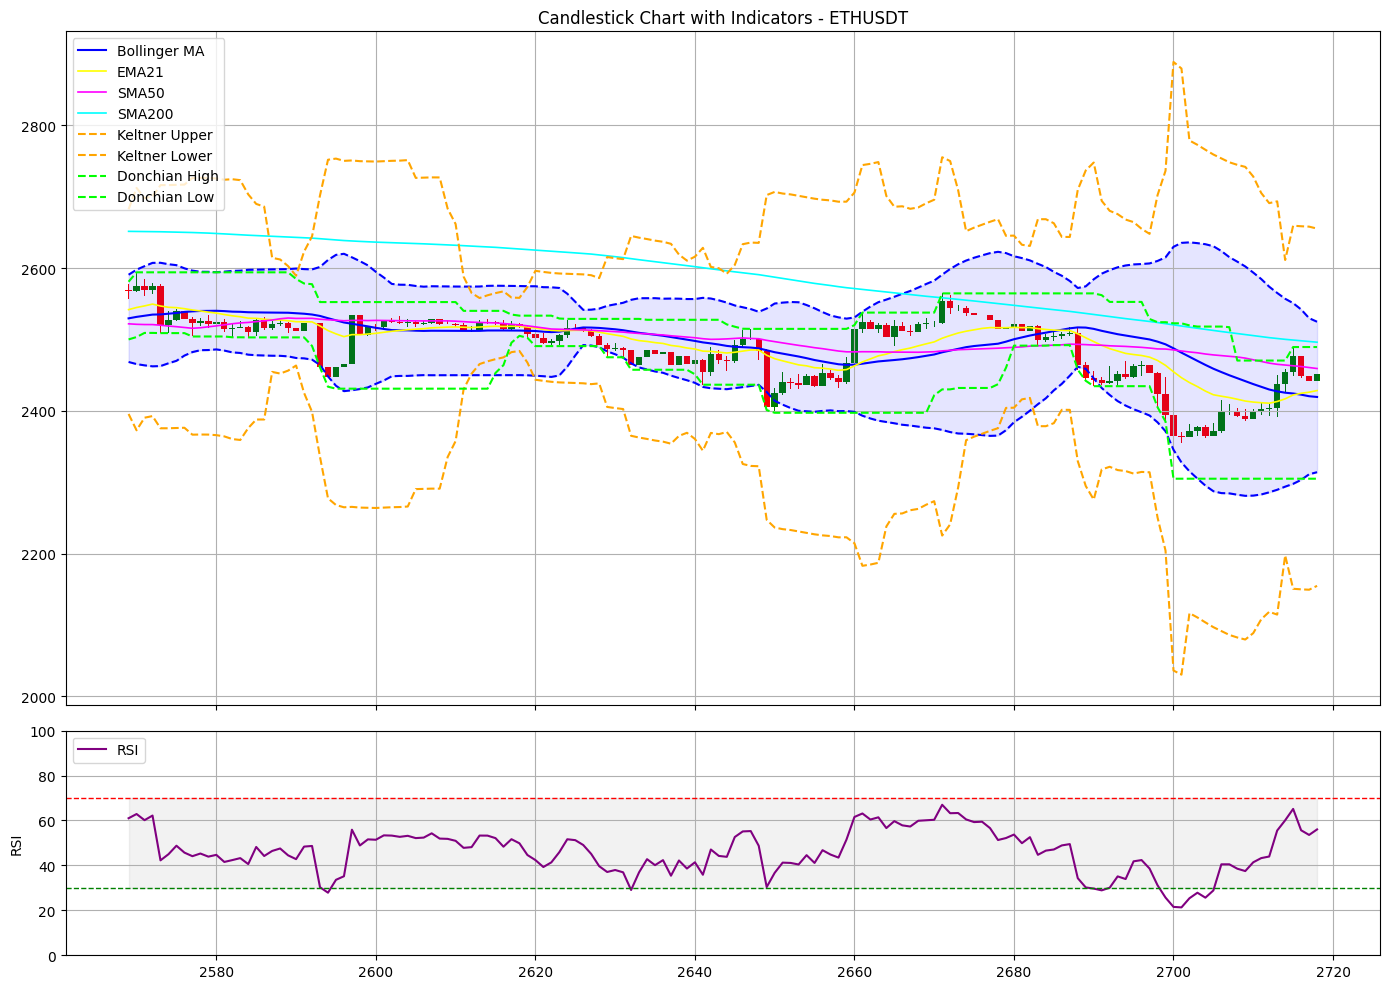 Candlestick Chart with Indicators - ETHUSDT
Bollinger MA
EMA21
SMA50
SMA200
Keltner Upper
Keltner Lower
Donchian High
Donchian Low
2800
2600
2400
2200
2000
RSI
100
80
60
40
20
0
RSI
2580 2600 2620 2640 2660 2680 2700 2720